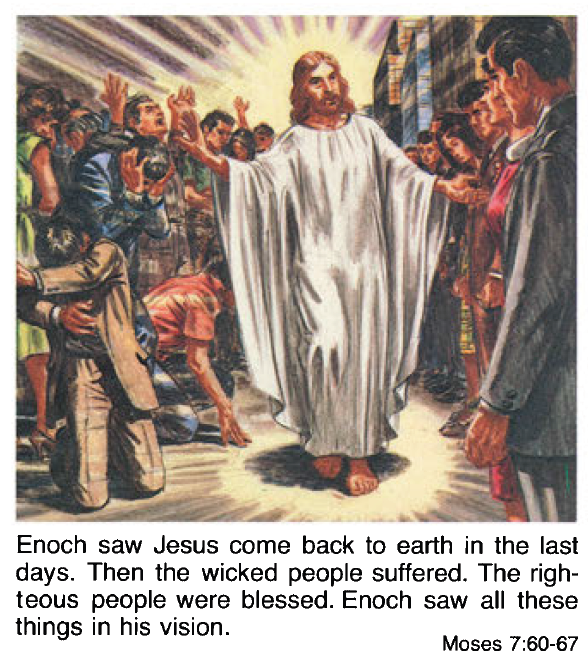 Enoch saw Jesus come back to earth in the last
days. Then the wicked people suffered. The righ-
teous people were blessed. Enoch saw all these
things in his vision.
Moses 7:60-67